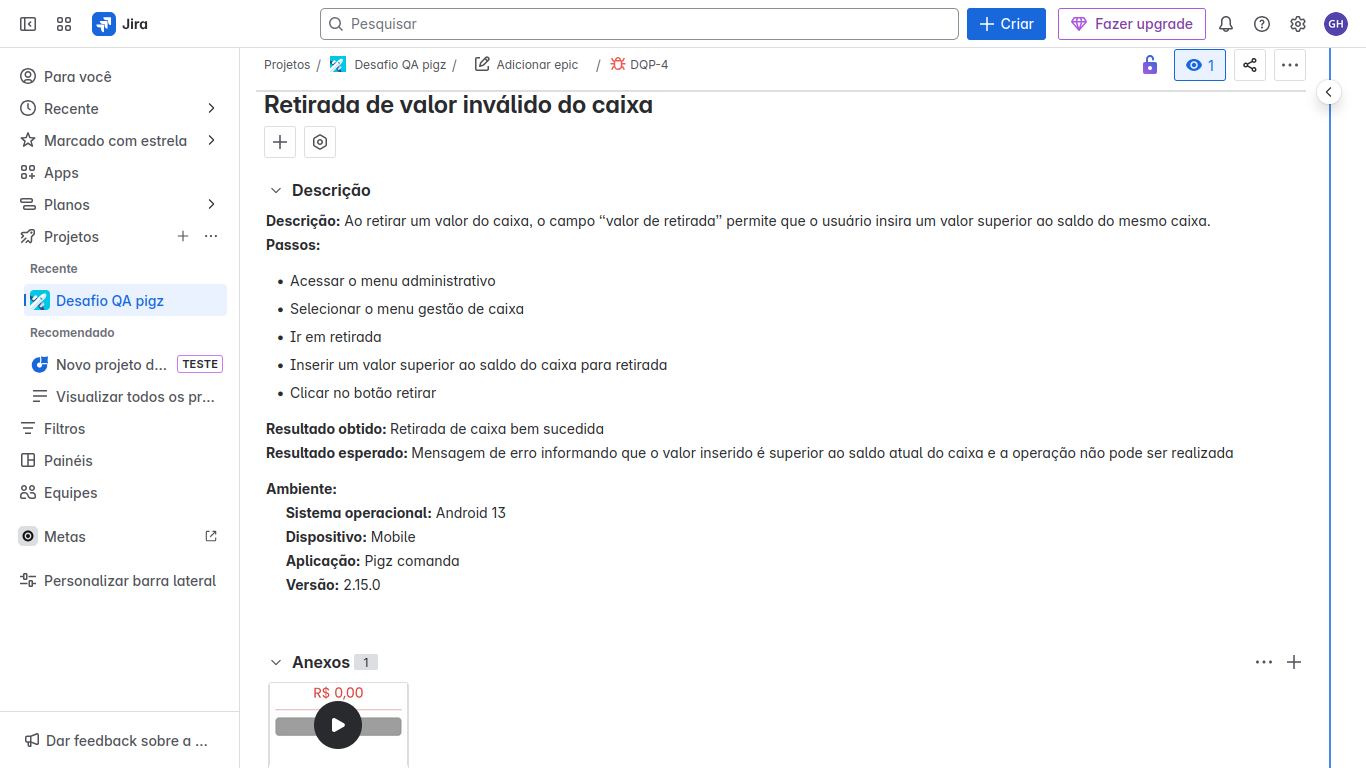 Jira
Pesquisar
Criar
Fazer upgrade
GH
Para você
Recente
Marcado com estrela
Apps
Planos
Projetos
Recente
Desafio QA pigz
Recomendado
Novo projeto d... TESTE
Visualizar todos os pr...
Filtros
Painéis
Equipes
Metas
Personalizar barra lateral
Dar feedback sobre a ...
Projetos / Desafio QA pigz / Adicionar epic / DQP-4
1
Retirada de valor inválido do caixa
Descrição
Descrição: Ao retirar um valor do caixa, o campo “valor de retirada” permite que o usuário insira um valor superior ao saldo do mesmo caixa.
Passos:
• Acessar o menu administrativo
• Selecionar o menu gestão de caixa
• Ir em retirada
• Inserir um valor superior ao saldo do caixa para retirada
• Clicar no botão retirar
Resultado obtido: Retirada de caixa bem sucedida
Resultado esperado: Mensagem de erro informando que o valor inserido é superior ao saldo atual do caixa e a operação não pode ser realizada
Ambiente:
Sistema operacional: Android 13
Dispositivo: Mobile
Aplicação: Pigz comanda
Versão: 2.15.0
Anexos 1
R$ 0,00